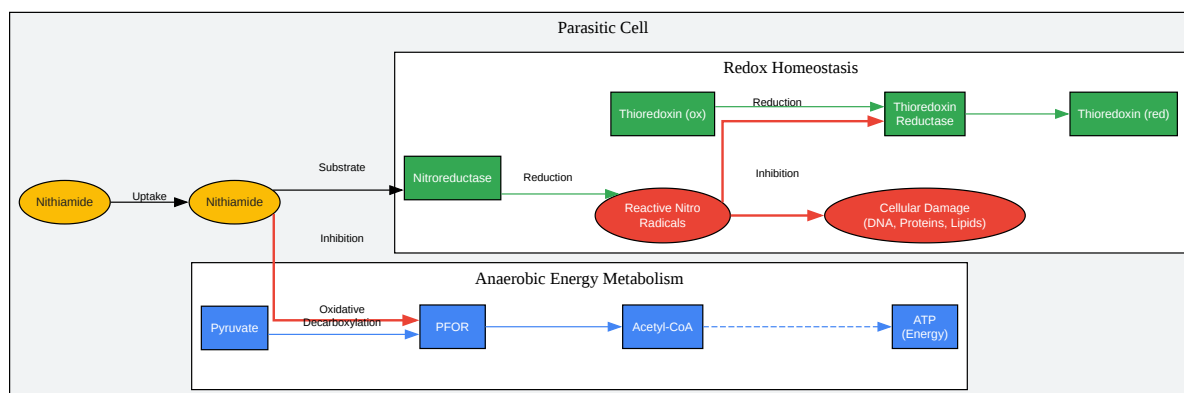 Parasitic Cell
Redox Homeostasis
Thioredoxin (ox)
Reduction
Thioredoxin
Reductase
Thioredoxin (red)
Substrate
Nitroreductase
Reduction
Inhibition
Nithiamide
Uptake
Nithiamide
Reactive Nitro
Radicals
Cellular Damage
(DNA, Proteins, Lipids)
Inhibition
Anaerobic Energy Metabolism
Pyruvate
Oxidative
Decarboxylation
PFOR
Acetyl-CoA
ATP
(Energy)